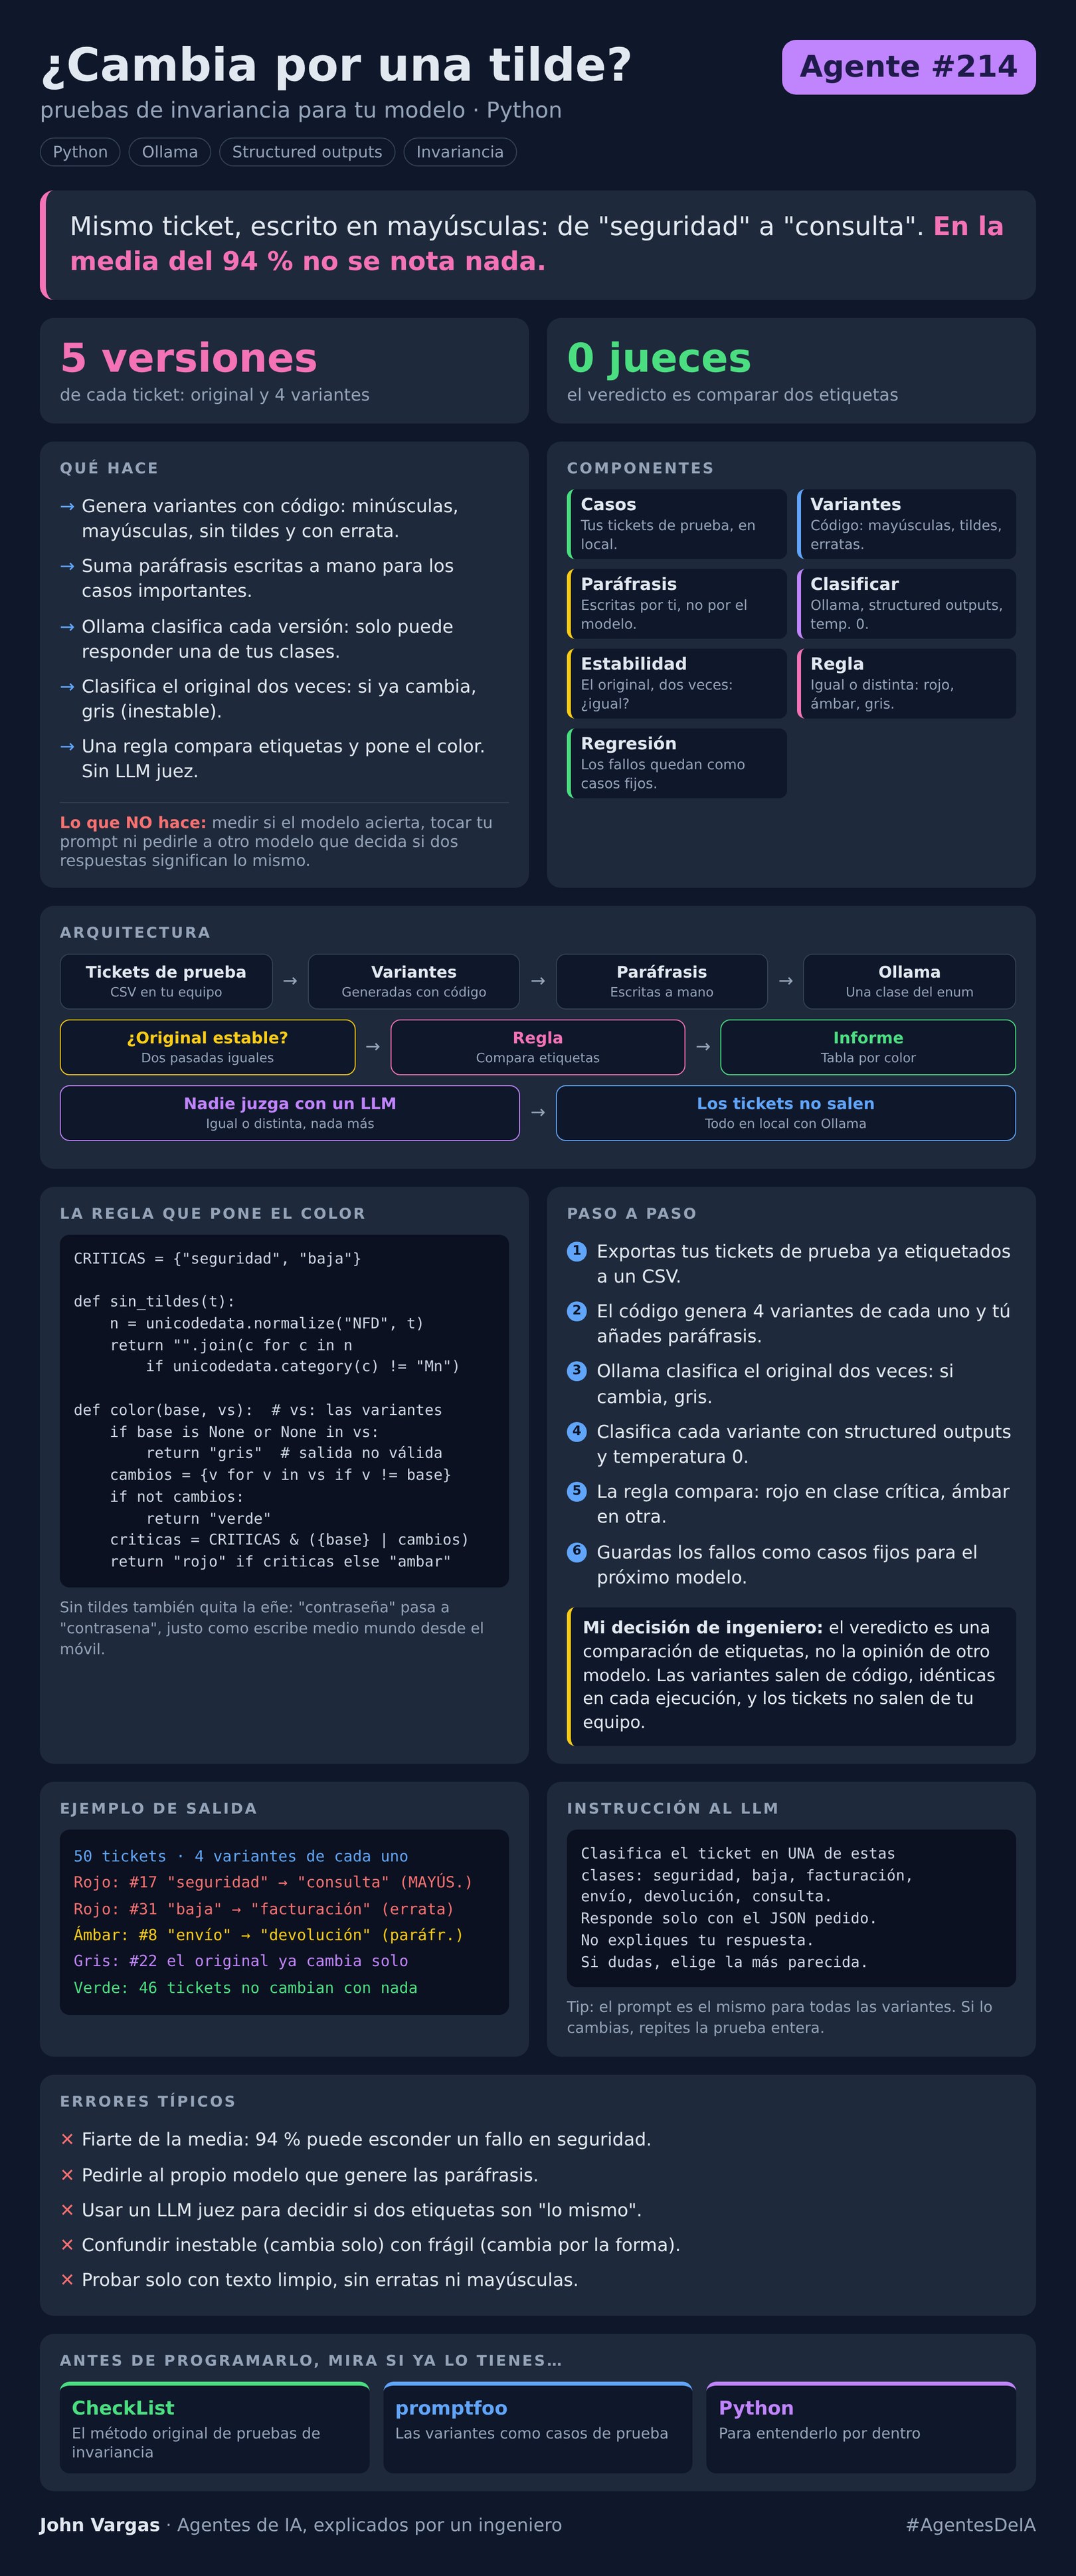 ¿Cambia por una tilde?
Agente #214
pruebas de invariancia para tu modelo · Python
Python
Ollama
Structured outputs
Invariancia
Mismo ticket, escrito en mayúsculas: de "seguridad" a "consulta". En la
media del 94 % no se nota nada.
5 versiones
de cada ticket: original y 4 variantes
0 jueces
el veredicto es comparar dos etiquetas
QUÉ HACE
→ Genera variantes con código: minúsculas,
mayúsculas, sin tildes y con errata.
→ Suma paráfrasis escritas a mano para los
casos importantes.
→ Ollama clasifica cada versión: solo puede
responder una de tus clases.
→ Clasifica el original dos veces: si ya cambia,
gris (inestable).
→ Una regla compara etiquetas y pone el color.
Sin LLM juez.
Lo que NO hace: medir si el modelo acierta, tocar tu
prompt ni pedirle a otro modelo que decida si dos
respuestas significan lo mismo.
COMPONENTES
Casos
Tus tickets de prueba, en
local.
Variantes
Código: mayúsculas, tildes,
erratas.
Paráfrasis
Escritas por ti, no por el
modelo.
Clasificar
Ollama, structured outputs,
temp. 0.
Estabilidad
El original, dos veces:
¿igual?
Regla
Igual o distinta: rojo,
ámbar, gris.
Regresión
Los fallos quedan como
casos fijos.
ARQUITECTURA
Tickets de prueba
CSV en tu equipo
→
Variantes
Generadas con código
→
Paráfrasis
Escritas a mano
→
Ollama
Una clase del enum
¿Original estable?
Dos pasadas iguales
→
Regla
Compara etiquetas
→
Informe
Tabla por color
Nadie juzga con un LLM
Igual o distinta, nada más
→
Los tickets no salen
Todo en local con Ollama
LA REGLA QUE PONE EL COLOR
CRITICAS = {"seguridad", "baja"}
def sin_tildes(t):
    n = unicodedata.normalize("NFD", t)
    return "".join(c for c in n
        if unicodedata.category(c) != "Mn")
def color(base, vs):  # vs: las variantes
    if base is None or None in vs:
        return "gris"  # salida no válida
    cambios = {v for v in vs if v != base}
    if not cambios:
        return "verde"
    criticas = CRITICAS & ({base} | cambios)
    return "rojo" if criticas else "ambar"
Sin tildes también quita la eñe: "contraseña" pasa a
"contrasena", justo como escribe medio mundo desde el
móvil.
PASO A PASO
1 Exportas tus tickets de prueba ya etiquetados
a un CSV.
2 El código genera 4 variantes de cada uno y tú
añades paráfrasis.
3 Ollama clasifica el original dos veces: si
cambia, gris.
4 Clasifica cada variante con structured outputs
y temperatura 0.
5 La regla compara: rojo en clase crítica, ámbar
en otra.
6 Guardas los fallos como casos fijos para el
próximo modelo.
Mi decisión de ingeniero: el veredicto es una
comparación de etiquetas, no la opinión de otro
modelo. Las variantes salen de código, idénticas
en cada ejecución, y los tickets no salen de tu
equipo.
EJEMPLO DE SALIDA
50 tickets · 4 variantes de cada uno
Rojo: #17 "seguridad" → "consulta" (MAYÚS.)
Rojo: #31 "baja" → "facturación" (errata)
Ámbar: #8 "envío" → "devolución" (paráfr.)
Gris: #22 el original ya cambia solo
Verde: 46 tickets no cambian con nada
INSTRUCCIÓN AL LLM
Clasifica el ticket en UNA de estas
clases: seguridad, baja, facturación,
envío, devolución, consulta.
Responde solo con el JSON pedido.
No expliques tu respuesta.
Si dudas, elige la más parecida.
Tip: el prompt es el mismo para todas las variantes. Si lo
cambias, repites la prueba entera.
ERRORES TÍPICOS
✕ Fiarte de la media: 94 % puede esconder un fallo en seguridad.
✕ Pedirle al propio modelo que genere las paráfrasis.
✕ Usar un LLM juez para decidir si dos etiquetas son "lo mismo".
✕ Confundir inestable (cambia solo) con frágil (cambia por la forma).
✕ Probar solo con texto limpio, sin erratas ni mayúsculas.
ANTES DE PROGRAMARLO, MIRA SI YA LO TIENES…
CheckList
El método original de pruebas de
invariancia
promptfoo
Las variantes como casos de prueba
Python
Para entenderlo por dentro
John Vargas · Agentes de IA, explicados por un ingeniero
#AgentesDeIA